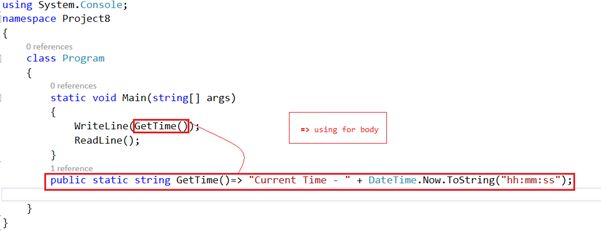 using System.Console;
namespace Project8
{
0 references
class Program
{
0 references
static void Main(string[] args)
{
WriteLine(GetTime());
ReadLine();
=> using for body
}
1 reference
public static string GetTime()=> "Current Time - " + DateTime.Now.ToString("hh:mm:ss");
}
}